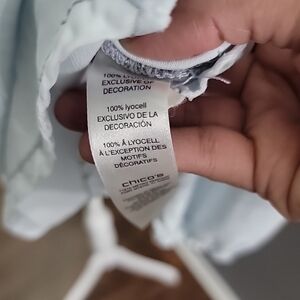 100% LYOCELL
EXCLUSIVE OF
DECORATION
100% lyocell
EXCLUSIVO DE LA
DECORACIÓN
100% Á LYOCELL
À L'EXCEPTION DES
MOTIFS
DÉCORATIFS
chico's